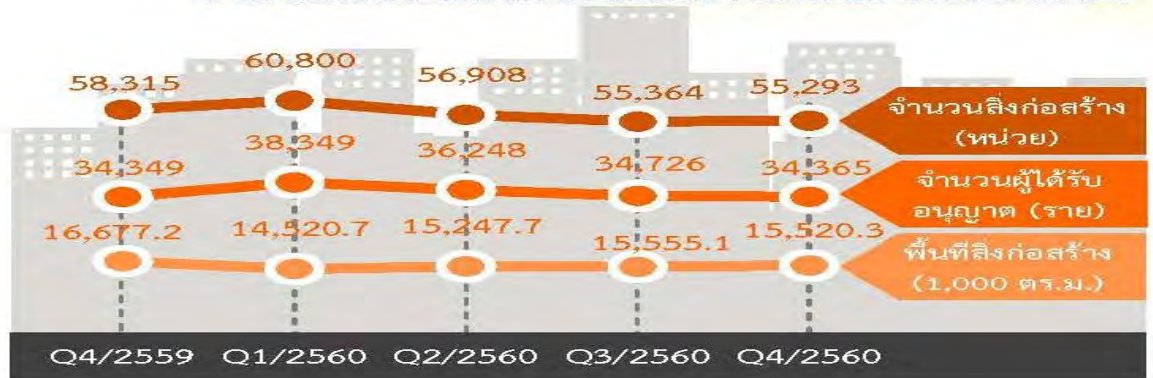 58,315
60,800
56,908
55,364
55,293
จำนวนสิ่งก่อสร้าง
(หน่วย)
34,349
38,349
36,248
34,726
34,365
จำนวนผู้ได้รับ
อนุญาต (ราย)
16,677.2
14,520.7
15,247.7
15,555.1
15,520.3
พื้นที่สิ่งก่อสร้าง
(1,000 ตร.ม.)
Q4/2559 Q1/2560 Q2/2560 Q3/2560 Q4/2560